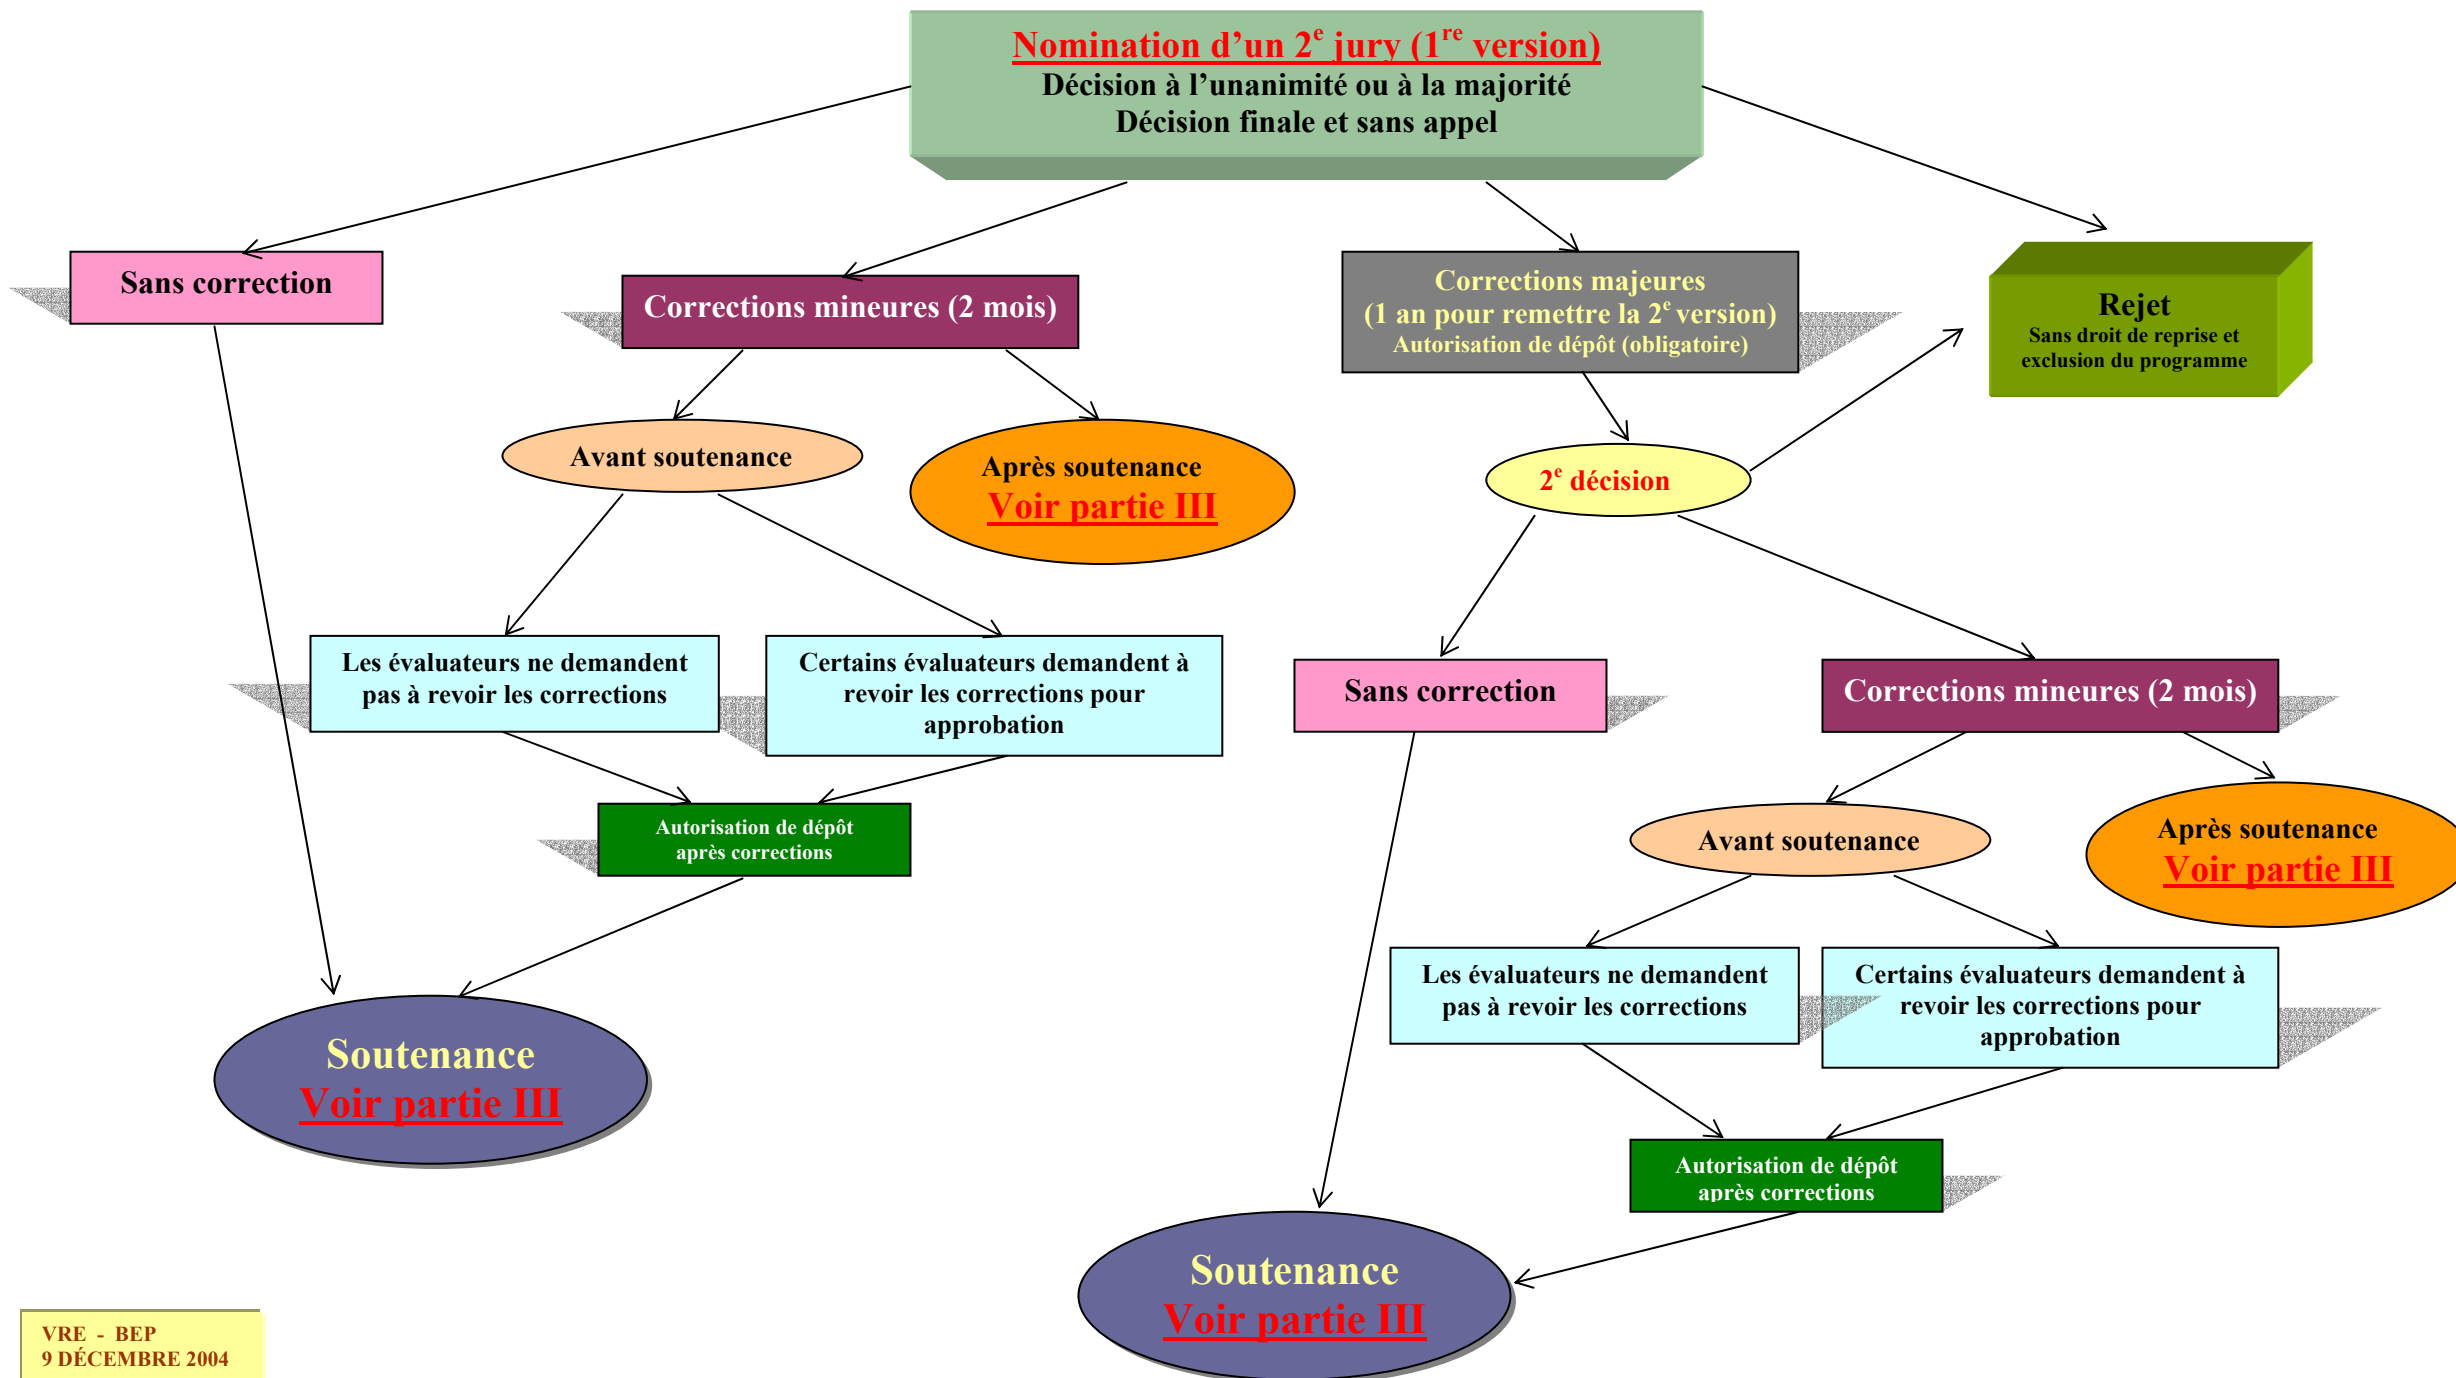 Nomination d’un 2e jury (1re version)
Décision à l’unanimité ou à la majorité
Décision finale et sans appel
Sans correction
Corrections mineures (2 mois)
Corrections majeures
(1 an pour remettre la 2e version)
Autorisation de dépôt (obligatoire)
Rejet
Sans droit de reprise et
exclusion du programme
Avant soutenance
Après soutenance
Voir partie III
2e décision
Les évaluateurs ne demandent
pas à revoir les corrections
Certains évaluateurs demandent à
revoir les corrections pour
approbation
Sans correction
Corrections mineures (2 mois)
Autorisation de dépôt
après corrections
Avant soutenance
Après soutenance
Voir partie III
Les évaluateurs ne demandent
pas à revoir les corrections
Certains évaluateurs demandent à
revoir les corrections pour
approbation
Soutenance
Voir partie III
Autorisation de dépôt
après corrections
Soutenance
Voir partie III
VRE - BEP
9 DÉCEMBRE 2004